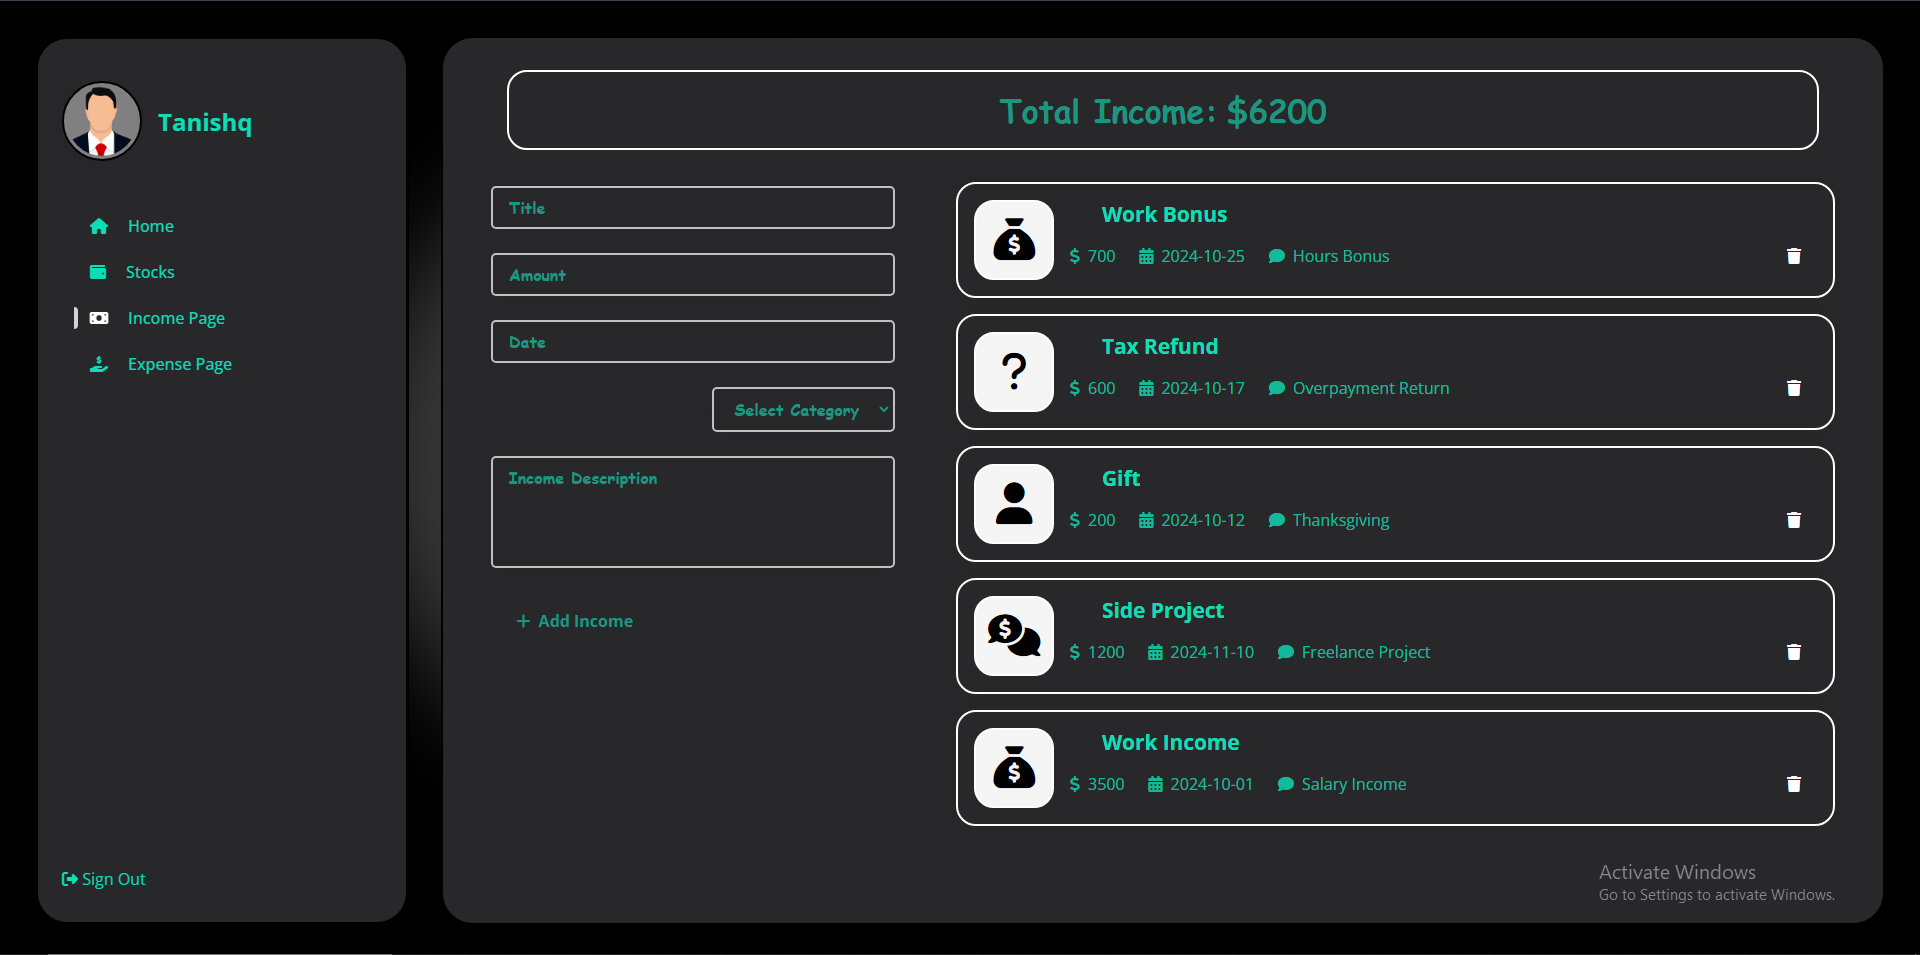 Tanishq
Home
Stocks
Income Page
Expense Page
Sign Out
Total Income: $6200
Title
Amount
Date
Select Category
Income Description
+ Add Income
Work Bonus
$ 700 2024-10-25 Hours Bonus
Tax Refund
$ 600 2024-10-17 Overpayment Return
Gift
$ 200 2024-10-12 Thanksgiving
Side Project
$ 1200 2024-11-10 Freelance Project
Work Income
$ 3500 2024-10-01 Salary Income
Activate Windows
Go to Settings to activate Windows.